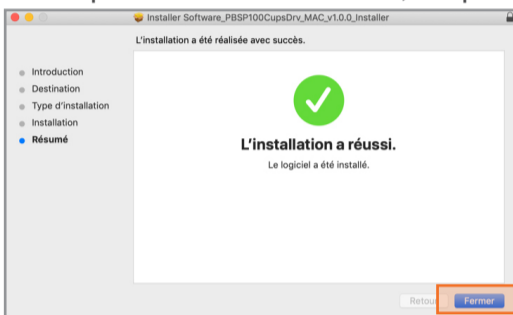 Installer Software_PBSP100CupsDrv_MAC_v1.0.0_Installer
L'installation a été réalisée avec succès.
Introduction
Destination
Type d'installation
Installation
Résumé
L'installation a réussi.
Le logiciel a été installé.
Retour
Fermer